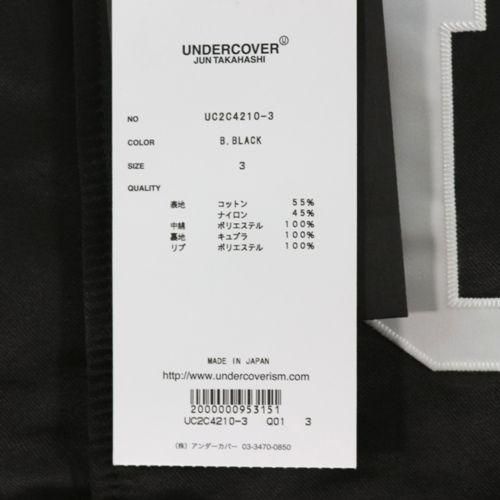 UNDERCOVER Ⓤ
JUN TAKAHASHI
NO UC2C4210-3
COLOR B.BLACK
SIZE 3
QUALITY
表地 コットン 55%
ナイロン 45%
中綿 ポリエステル 100%
裏地 キュプラ 100%
リブ ポリエステル 100%
MADE IN JAPAN
http://www.undercoverism.com
2000000953151
UC2C4210-3 Q01 3
(株) アンダーカバー 03-3470-0850